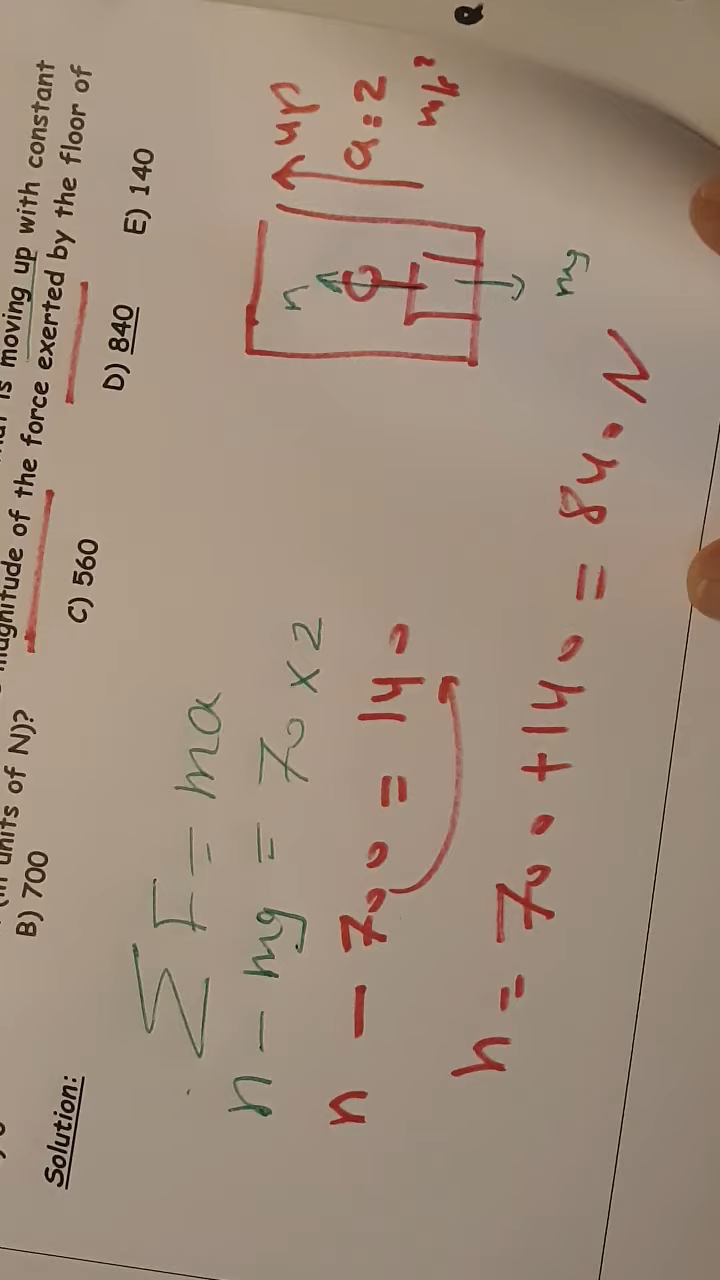 is moving up with constant
magnitude of the force exerted by the floor of
(in units of N)?
B) 700 C) 560 D) 840 E) 140
Solution:
∑F = ma
n - mg = 70 x 2
n - 700 = 140
n = 700 + 140 = 840 N
n
mg
up
a = 2
m/s²
Q